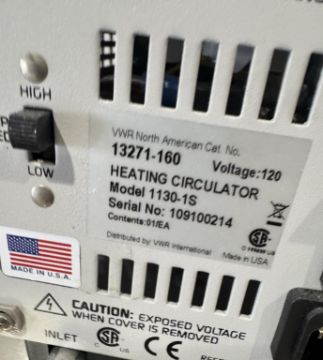 HIGH
LOW
VWR North American Cat. No.
13271-160 Voltage:120
HEATING CIRCULATOR
Model 1130-1S
Serial No: 109100214
Contents:01/EA
Distributed by VWR International Made in USA
MADE IN U.S.A.
CAUTION: EXPOSED VOLTAGE
WHEN COVER IS REMOVED
INLET